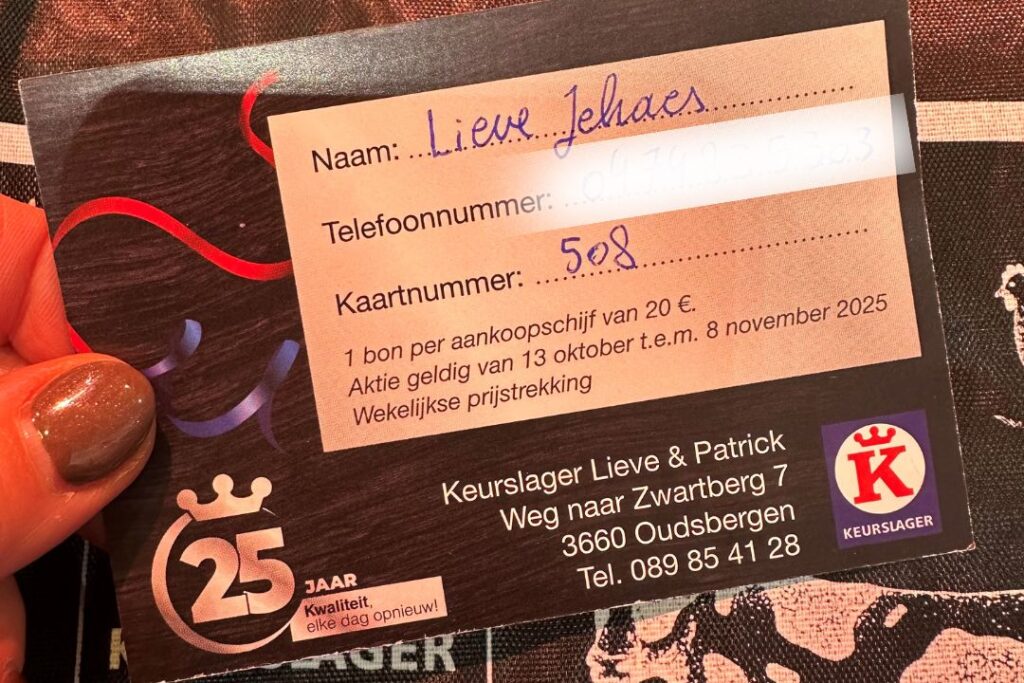 Naam: Lieve Jehaes
Telefoonnummer:
Kaartnummer: 508
1 bon per aankoopschijf van 20 €.
Aktie geldig van 13 oktober t.e.m. 8 november 2025
Wekelijkse prijstrekking
Keurslager Lieve & Patrick
Weg naar Zwartberg 7
3660 Oudsbergen
Tel. 089 85 41 28
K
KEURSLAGER
25 JAAR
Kwaliteit,
elke dag opnieuw!